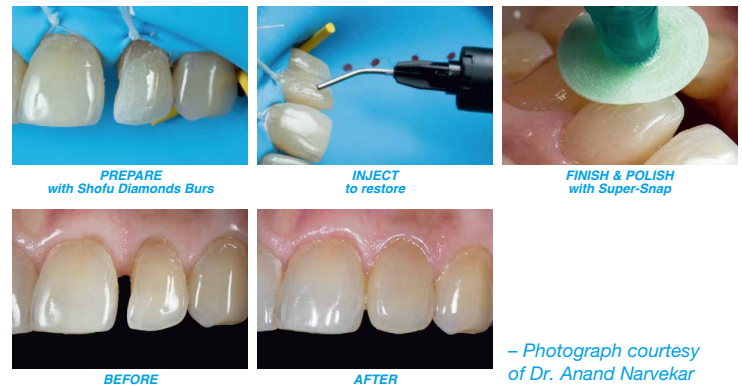 PREPARE
with Shofu Diamonds Burs
INJECT
to restore
FINISH & POLISH
with Super-Snap
BEFORE
AFTER
– Photograph courtesy
of Dr. Anand Narvekar